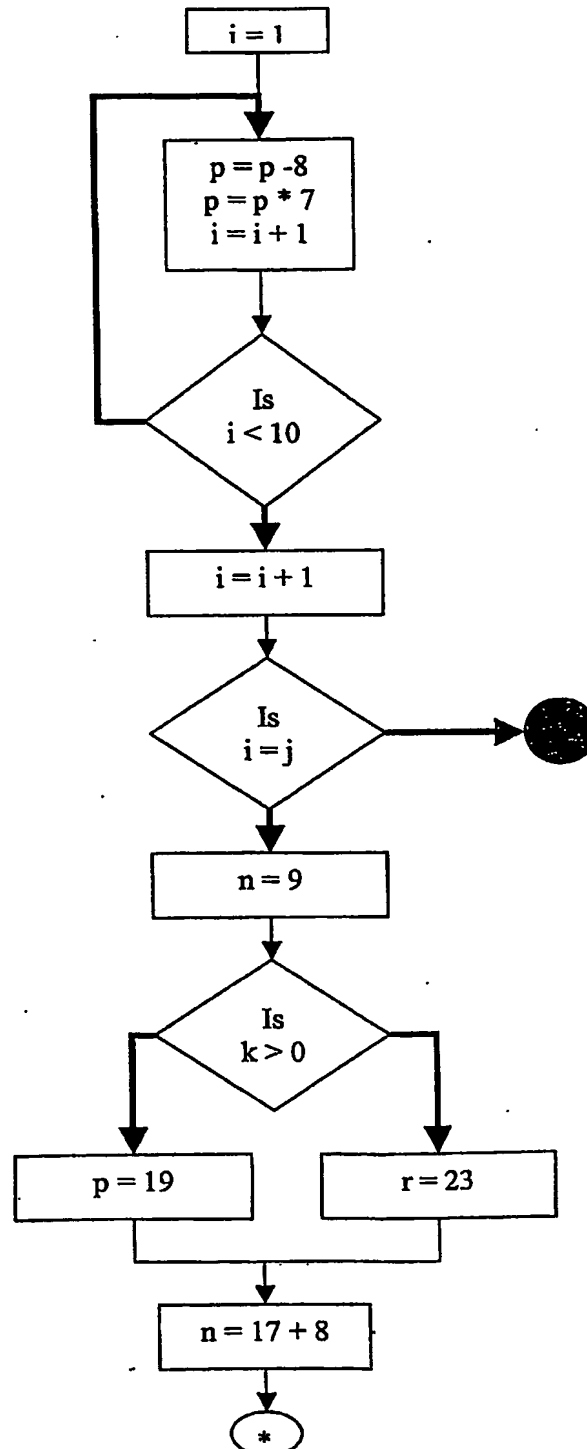 i = 1
p = p -8
p = p * 7
i = i + 1
Is
i < 10
i = i + 1
Is
i = j
n = 9
Is
k > 0
p = 19
r = 23
n = 17 + 8
*